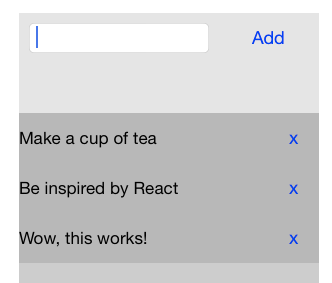 Add
Make a cup of tea x
Be inspired by React x
Wow, this works! x